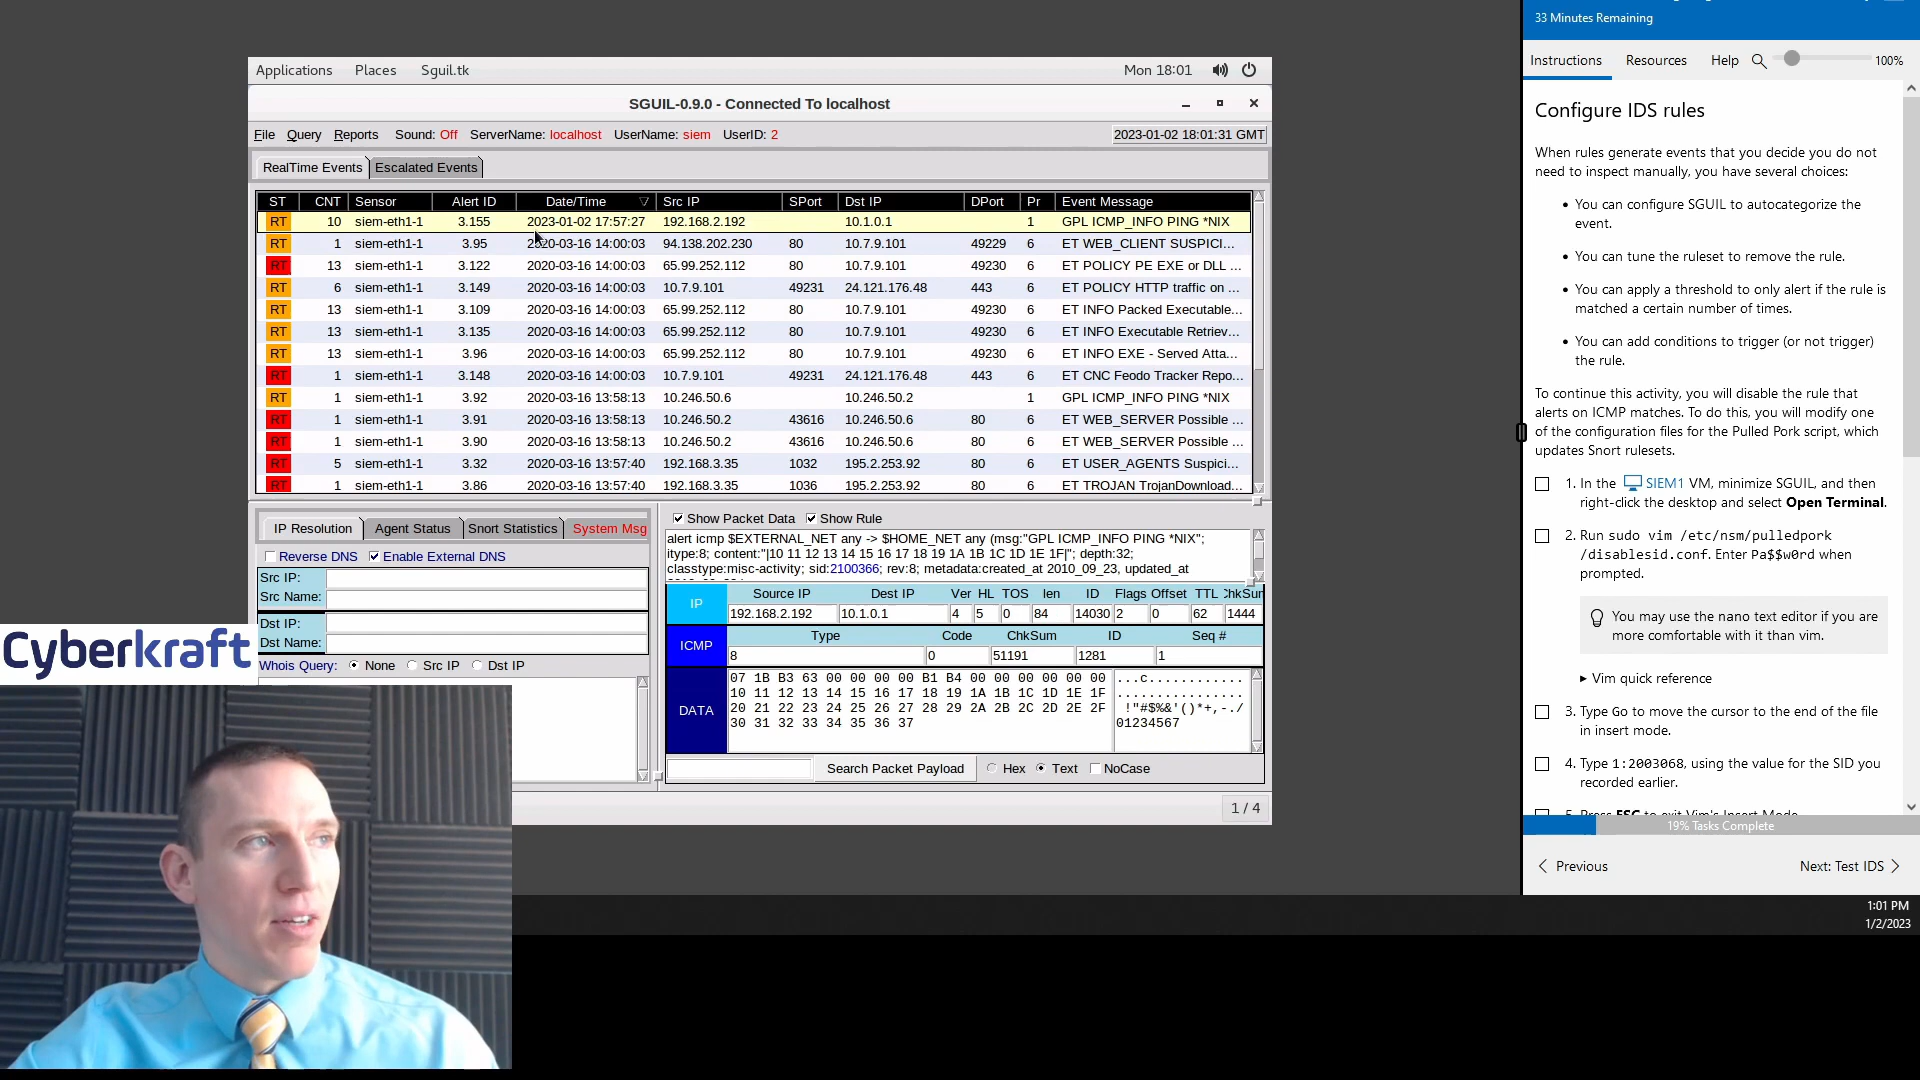 33 Minutes Remaining
Instructions Resources Help 100%
Applications Places Sguil.tk Mon 18:01
SGUIL-0.9.0 - Connected To localhost
File Query Reports Sound: Off ServerName: localhost UserName: siem UserID: 2 2023-01-02 18:01:31 GMT
RealTime Events Escalated Events
ST CNT Sensor Alert ID Date/Time Src IP SPort Dst IP DPort Pr Event Message
RT 10 siem-eth1-1 3.155 2023-01-02 17:57:27 192.168.2.192 10.1.0.1 1 GPL ICMP_INFO PING *NIX
RT 1 siem-eth1-1 3.95 2020-03-16 14:00:03 94.138.202.230 80 10.7.9.101 49229 6 ET WEB_CLIENT SUSPICI...
RT 13 siem-eth1-1 3.122 2020-03-16 14:00:03 65.99.252.112 80 10.7.9.101 49230 6 ET POLICY PE EXE or DLL ...
RT 6 siem-eth1-1 3.149 2020-03-16 14:00:03 10.7.9.101 49231 24.121.176.48 443 6 ET POLICY HTTP traffic on ...
RT 13 siem-eth1-1 3.109 2020-03-16 14:00:03 65.99.252.112 80 10.7.9.101 49230 6 ET INFO Packed Executable...
RT 13 siem-eth1-1 3.135 2020-03-16 14:00:03 65.99.252.112 80 10.7.9.101 49230 6 ET INFO Executable Retriev...
RT 13 siem-eth1-1 3.96 2020-03-16 14:00:03 65.99.252.112 80 10.7.9.101 49230 6 ET INFO EXE - Served Atta...
RT 1 siem-eth1-1 3.148 2020-03-16 14:00:03 10.7.9.101 49231 24.121.176.48 443 6 ET CNC Feodo Tracker Repo...
RT 1 siem-eth1-1 3.92 2020-03-16 13:58:13 10.246.50.6 10.246.50.2 1 GPL ICMP_INFO PING *NIX
RT 1 siem-eth1-1 3.91 2020-03-16 13:58:13 10.246.50.2 43616 10.246.50.6 80 6 ET WEB_SERVER Possible ...
RT 1 siem-eth1-1 3.90 2020-03-16 13:58:13 10.246.50.2 43616 10.246.50.6 80 6 ET WEB_SERVER Possible ...
RT 5 siem-eth1-1 3.32 2020-03-16 13:57:40 192.168.3.35 1032 195.2.253.92 80 6 ET USER_AGENTS Suspici...
RT 1 siem-eth1-1 3.86 2020-03-16 13:57:40 192.168.3.35 1036 195.2.253.92 80 6 ET TROJAN TrojanDownload...
IP Resolution Agent Status Snort Statistics System Msg
Reverse DNS Enable External DNS
Src IP:
Src Name:
Dst IP:
Dst Name:
Whois Query: None Src IP Dst IP
Show Packet Data Show Rule
alert icmp $EXTERNAL_NET any -> $HOME_NET any (msg:"GPL ICMP_INFO PING *NIX";
itype:8; content:"|10 11 12 13 14 15 16 17 18 19 1A 1B 1C 1D 1E 1F|"; depth:32;
classtype:misc-activity; sid:2100366; rev:8; metadata:created_at 2010_09_23, updated_at
IP
Source IP Dest IP Ver HL TOS len ID Flags Offset TTL ChkSum
192.168.2.192 10.1.0.1 4 5 0 84 14030 2 0 62 1444
ICMP
Type Code ChkSum ID Seq #
8 0 51191 1281 1
DATA
07 1B B3 63 00 00 00 00 B1 B4 00 00 00 00 00 00 ...c............
10 11 12 13 14 15 16 17 18 19 1A 1B 1C 1D 1E 1F ................
20 21 22 23 24 25 26 27 28 29 2A 2B 2C 2D 2E 2F !"#$%&'()*+,-./
30 31 32 33 34 35 36 37 01234567
Search Packet Payload Hex Text NoCase
1 / 4
Cyberkraft
Configure IDS rules
When rules generate events that you decide you do not
need to inspect manually, you have several choices:
• You can configure SGUIL to autocategorize the
event.
• You can tune the ruleset to remove the rule.
• You can apply a threshold to only alert if the rule is
matched a certain number of times.
• You can add conditions to trigger (or not trigger)
the rule.
To continue this activity, you will disable the rule that
alerts on ICMP matches. To do this, you will modify one
of the configuration files for the Pulled Pork script, which
updates Snort rulesets.
1. In the SIEM1 VM, minimize SGUIL, and then
right-click the desktop and select Open Terminal.
2. Run sudo vim /etc/nsm/pulledpork
/disablesid.conf. Enter Pa$$w0rd when
prompted.
You may use the nano text editor if you are
more comfortable with it than vim.
▸ Vim quick reference
3. Type Go to move the cursor to the end of the file
in insert mode.
4. Type 1:2003068, using the value for the SID you
recorded earlier.
5. Press ESC to exit Vim's Insert Mode.
19% Tasks Complete
Previous Next: Test IDS
1:01 PM
1/2/2023